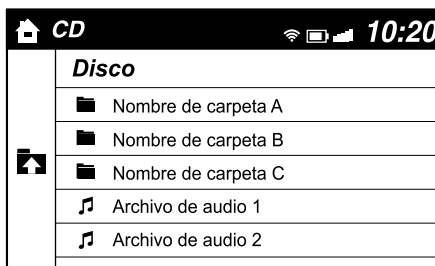 CD 10:20
Disco
Nombre de carpeta A
Nombre de carpeta B
Nombre de carpeta C
Archivo de audio 1
Archivo de audio 2